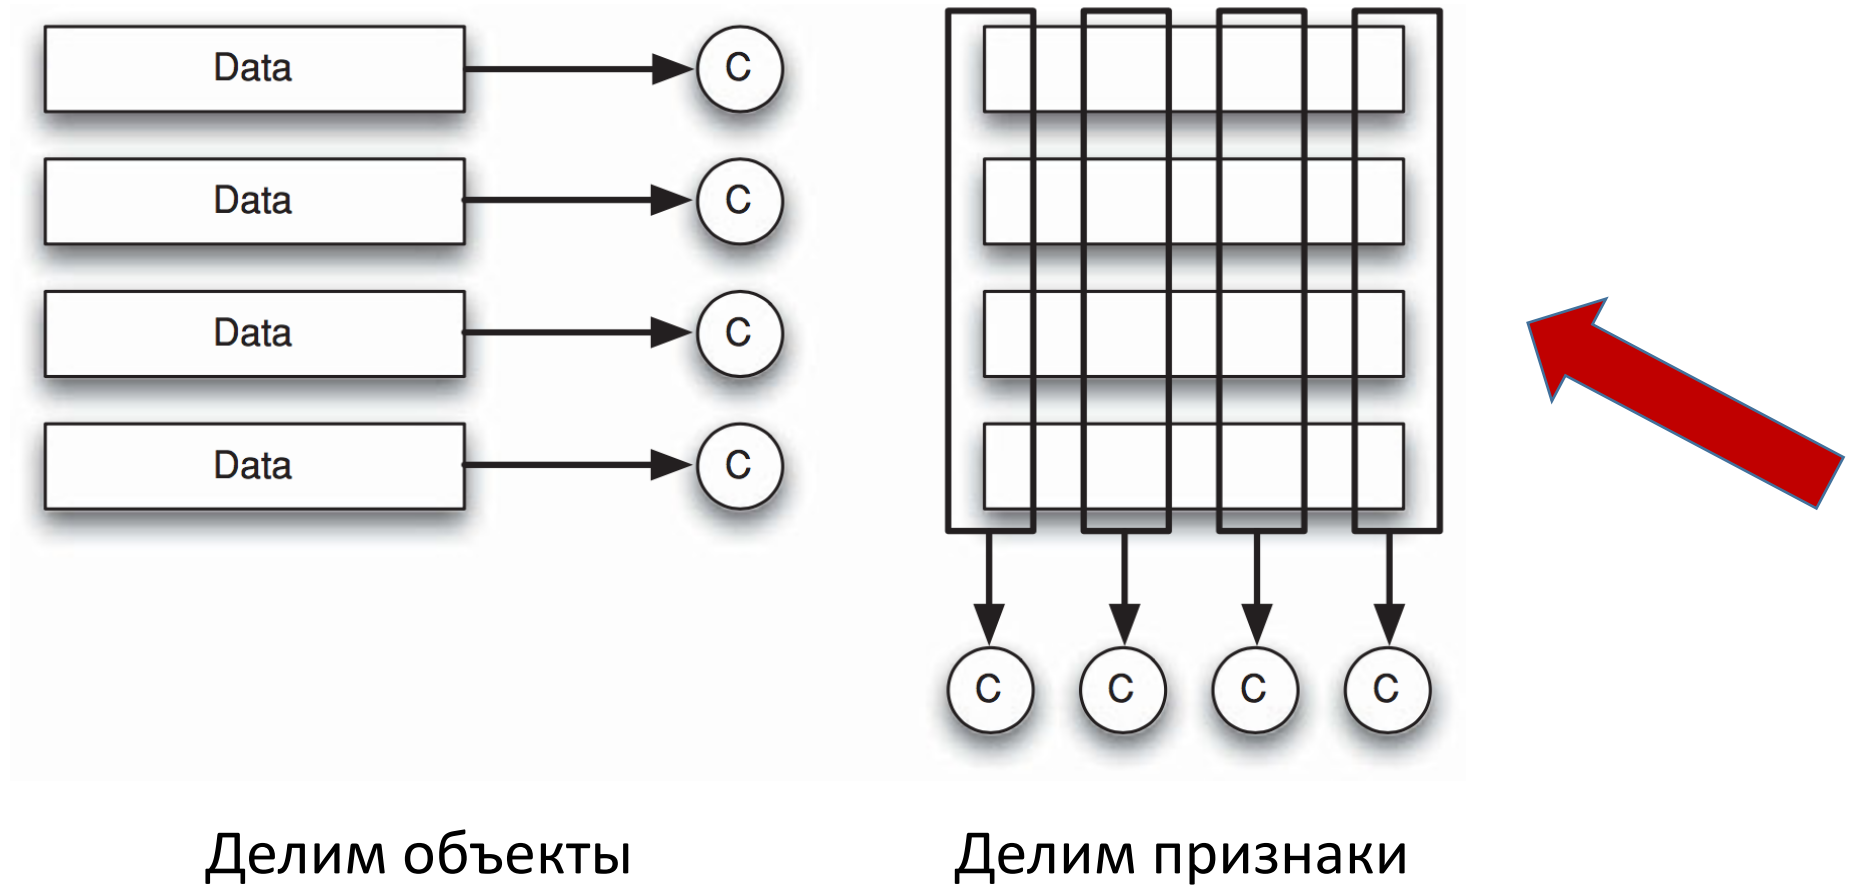 Data
C
Data
C
Data
C
Data
C
C C C C
Делим объекты
Делим признаки